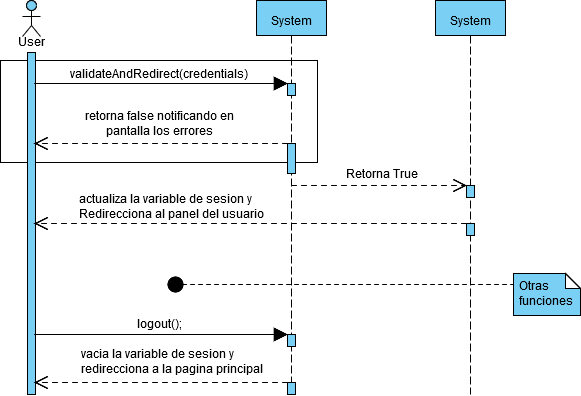 User
System
System
validateAndRedirect(credentials)
retorna false notificando en
pantalla los errores
Retorna True
actualiza la variable de sesion y
Redirecciona al panel del usuario
Otras
funciones
logout();
vacia la variable de sesion y
redirecciona a la pagina principal